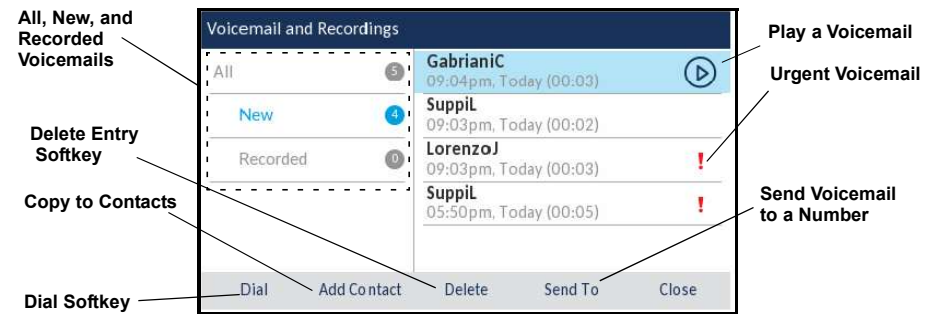 All, New, and
Recorded
Voicemails
Delete Entry
Softkey
Copy to Contacts
Dial Softkey
Voicemail and Recordings
All 5
New 4
Recorded 0
GabrianiC
09:04pm, Today (00:03)
SuppiL
09:03pm, Today (00:02)
LorenzoJ
09:03pm, Today (00:03)
!
SuppiL
05:50pm, Today (00:05)
!
Dial Add Contact Delete Send To Close
Play a Voicemail
Urgent Voicemail
Send Voicemail
to a Number